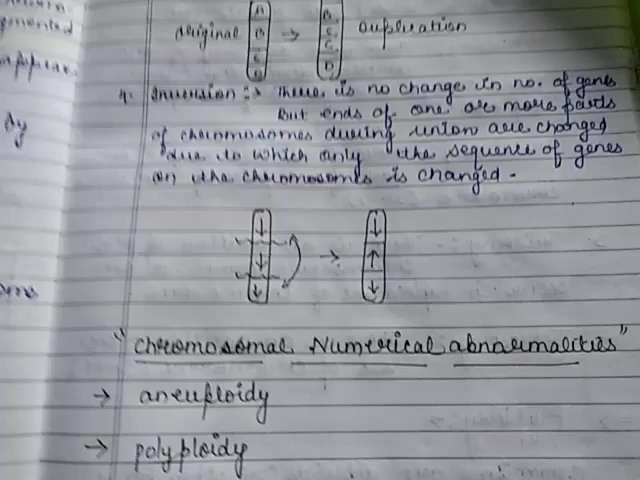 original → duplication
4. Inversion :→ There is no change in no. of genes
But ends of one or more parts
of chromosomes during union are changed
due to which only the sequence of genes
on the chromosomes is changed.
"Chromosomal Numerical abnormalities"
→ aneuploidy
→ polyploidy